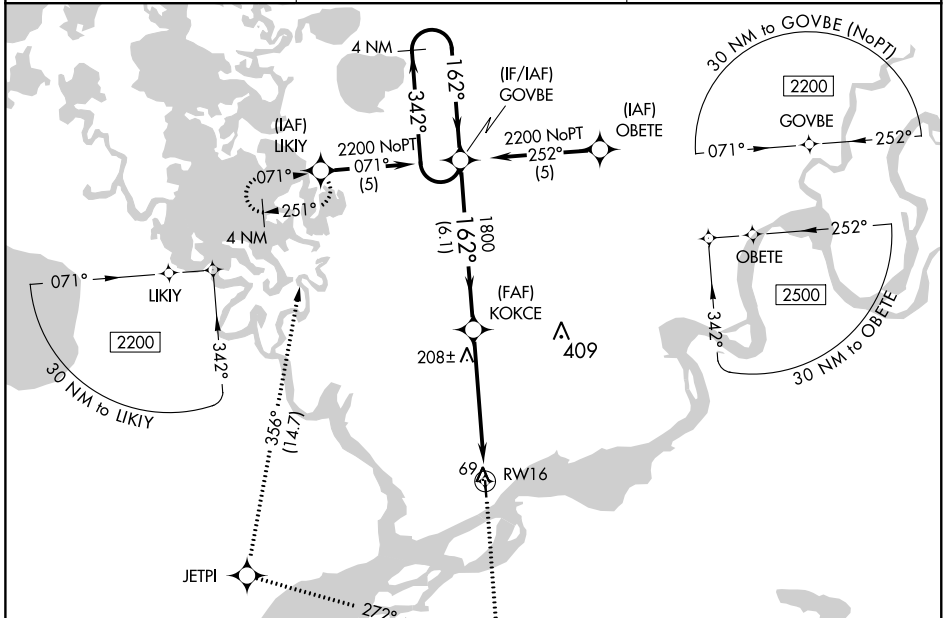 30 NM to GOVBE (NoPT)
2200
GOVBE
071°
252°
4 NM
162°
342°
(IF/IAF)
GOVBE
(IAF)
OBETE
2200 NoPT
252°
(5)
(IAF)
LIKIY
2200 NoPT
071°
(5)
071°
251°
4 NM
1800
162°
(6.1)
252°
OBETE
2500
342°
30 NM to OBETE
071°
LIKIY
2200
342°
30 NM to LIKIY
(FAF)
KOKCE
208±
409
356°
(14.7)
69
RW16
JETPI
272°